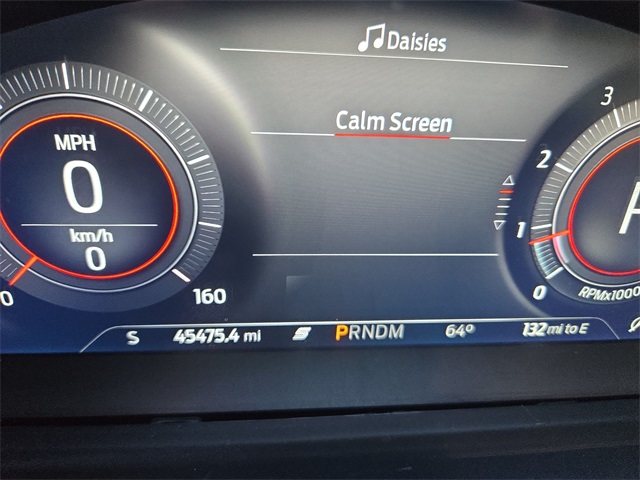 Daisies
Calm Screen
MPH
0
km/h
0
0
160
3
2
1
0
A
RPMx1000
S 45475.4 mi PRNDM 64° 132 mi to E